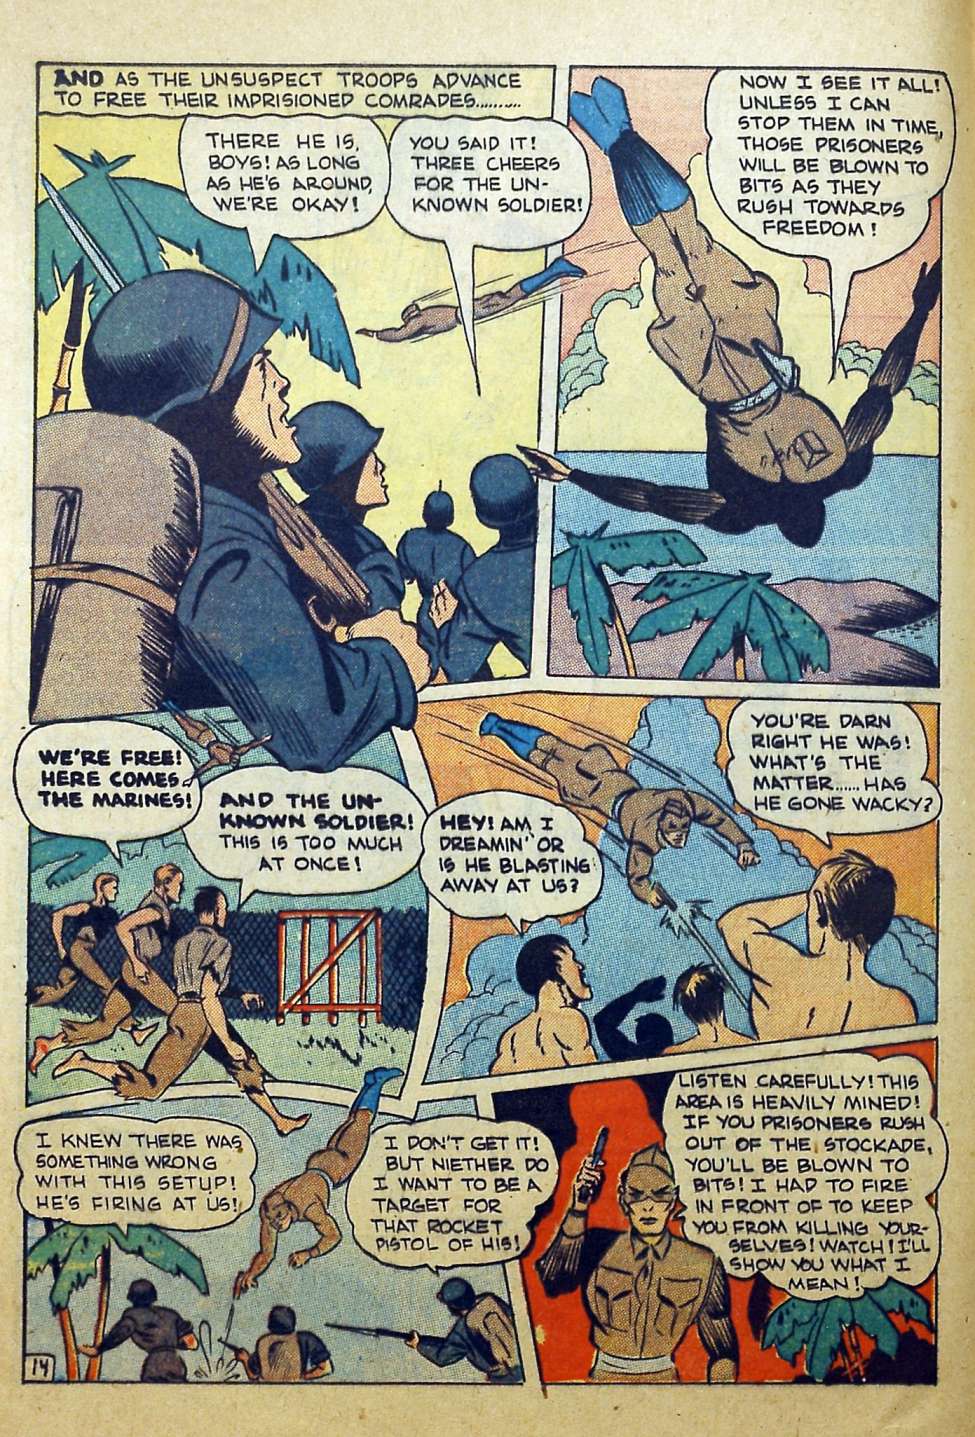 AND AS THE UNSUSPECT TROOPS ADVANCE
TO FREE THEIR IMPRISIONED COMRADES.........
THERE HE IS,
BOYS! AS LONG
AS HE'S AROUND,
WE'RE OKAY!
YOU SAID IT!
THREE CHEERS
FOR THE UN-
KNOWN SOLDIER!
NOW I SEE IT ALL!
UNLESS I CAN
STOP THEM IN TIME,
THOSE PRISONERS
WILL BE BLOWN TO
BITS AS THEY
RUSH TOWARDS
FREEDOM!
WE'RE FREE!
HERE COMES
THE MARINES!
AND THE UN-
KNOWN SOLDIER!
THIS IS TOO MUCH
AT ONCE!
HEY! AM I
DREAMIN' OR
IS HE BLASTING
AWAY AT US?
YOU'RE DARN
RIGHT HE WAS!
WHAT'S THE
MATTER...... HAS
HE GONE WACKY?
I KNEW THERE WAS
SOMETHING WRONG
WITH THIS SETUP!
HE'S FIRING AT US!
I DON'T GET IT!
BUT NIETHER DO
I WANT TO BE A
TARGET FOR
THAT ROCKET
PISTOL OF HIS!
LISTEN CAREFULLY! THIS
AREA IS HEAVILY MINED!
IF YOU PRISONERS RUSH
OUT OF THE STOCKADE,
YOU'LL BE BLOWN TO
BITS! I HAD TO FIRE
IN FRONT OF TO KEEP
YOU FROM KILLING YOUR-
SELVES! WATCH! I'LL
SHOW YOU WHAT I
MEAN!
14